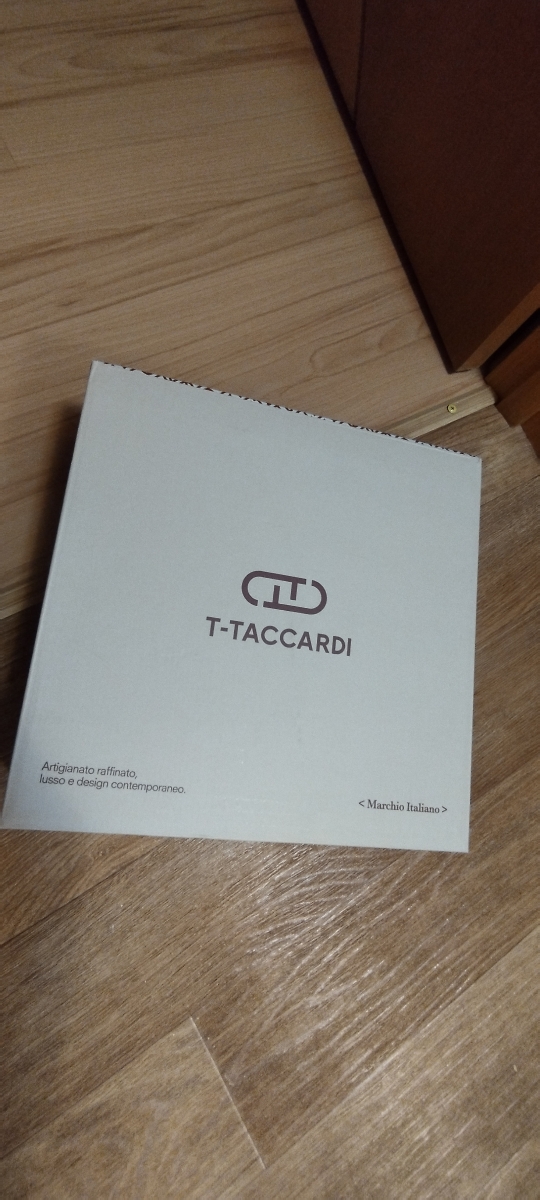 T-TACCARDI
Artigianato raffinato,
lusso e design contemporaneo.
< Marchio Italiano >